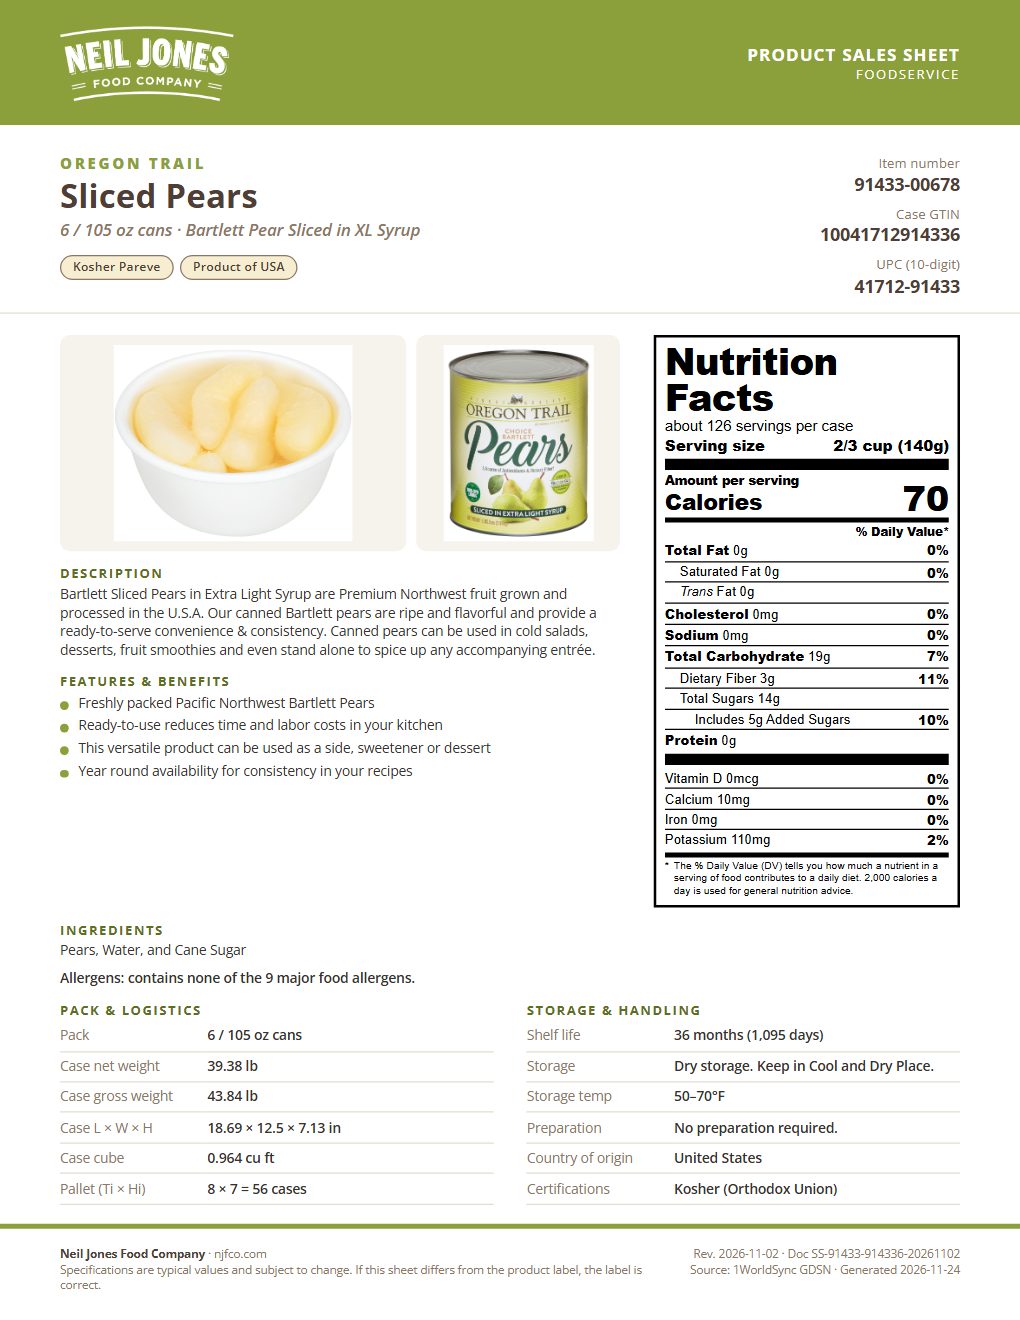 NEIL JONES
FOOD COMPANY
PRODUCT SALES SHEET
FOODSERVICE
OREGON TRAIL
Sliced Pears
6 / 105 oz cans · Bartlett Pear Sliced in XL Syrup
Kosher Pareve
Product of USA
Item number
91433-00678
Case GTIN
10041712914336
UPC (10-digit)
41712-91433
OREGON TRAIL
CHOICE
BARTLETT
Pears
SLICED IN EXTRA LIGHT SYRUP
DESCRIPTION
Bartlett Sliced Pears in Extra Light Syrup are Premium Northwest fruit grown and
processed in the U.S.A. Our canned Bartlett pears are ripe and flavorful and provide a
ready-to-serve convenience & consistency. Canned pears can be used in cold salads,
desserts, fruit smoothies and even stand alone to spice up any accompanying entrée.
FEATURES & BENEFITS
Freshly packed Pacific Northwest Bartlett Pears
Ready-to-use reduces time and labor costs in your kitchen
This versatile product can be used as a side, sweetener or dessert
Year round availability for consistency in your recipes
Nutrition
Facts
about 126 servings per case
Serving size 2/3 cup (140g)
Amount per serving
Calories 70
% Daily Value*
Total Fat 0g 0%
Saturated Fat 0g 0%
Trans Fat 0g
Cholesterol 0mg 0%
Sodium 0mg 0%
Total Carbohydrate 19g 7%
Dietary Fiber 3g 11%
Total Sugars 14g
Includes 5g Added Sugars 10%
Protein 0g
Vitamin D 0mcg 0%
Calcium 10mg 0%
Iron 0mg 0%
Potassium 110mg 2%
* The % Daily Value (DV) tells you how much a nutrient in a
serving of food contributes to a daily diet. 2,000 calories a
day is used for general nutrition advice.
INGREDIENTS
Pears, Water, and Cane Sugar
Allergens: contains none of the 9 major food allergens.
PACK & LOGISTICS
Pack 6 / 105 oz cans
Case net weight 39.38 lb
Case gross weight 43.84 lb
Case L × W × H 18.69 × 12.5 × 7.13 in
Case cube 0.964 cu ft
Pallet (Ti × Hi) 8 × 7 = 56 cases
STORAGE & HANDLING
Shelf life 36 months (1,095 days)
Storage Dry storage. Keep in Cool and Dry Place.
Storage temp 50–70°F
Preparation No preparation required.
Country of origin United States
Certifications Kosher (Orthodox Union)
Neil Jones Food Company · njfco.com
Specifications are typical values and subject to change. If this sheet differs from the product label, the label is
correct.
Rev. 2026-11-02 · Doc SS-91433-914336-20261102
Source: 1WorldSync GDSN · Generated 2026-11-24